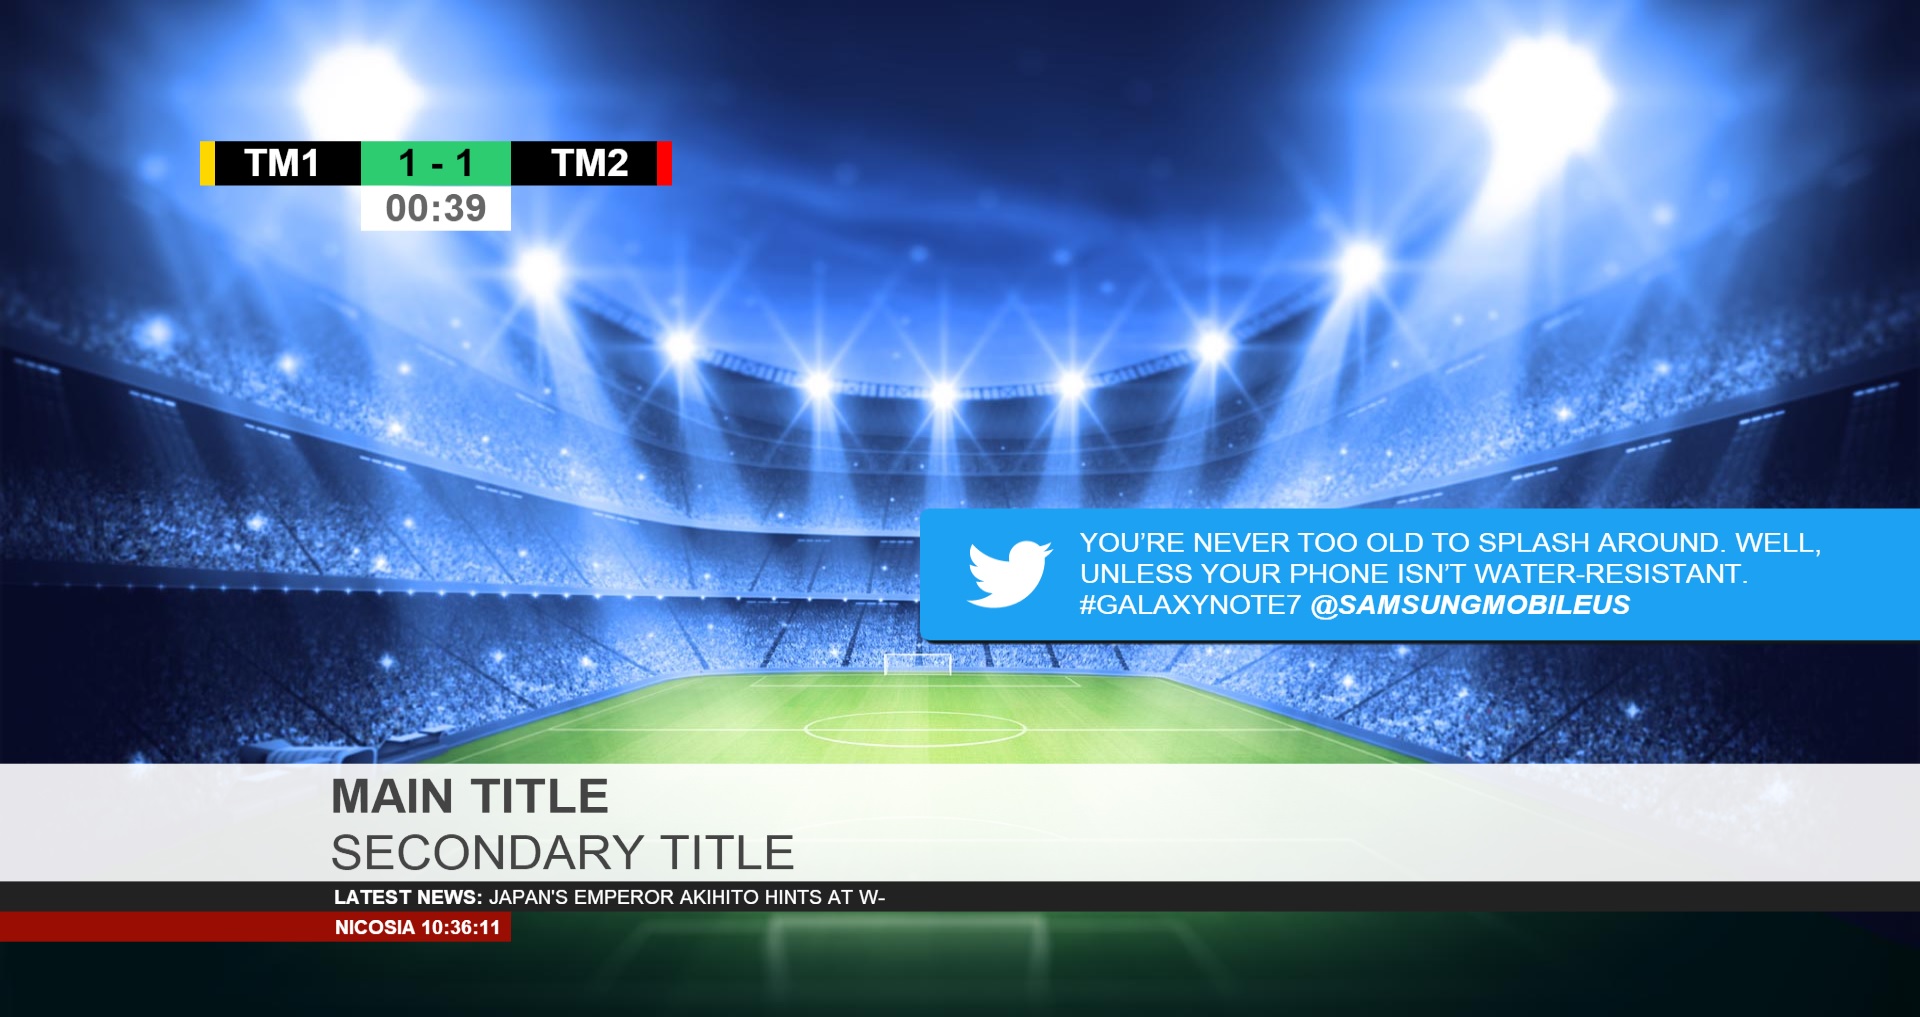 TM1 1 - 1 TM2
00:39
YOU’RE NEVER TOO OLD TO SPLASH AROUND. WELL,
UNLESS YOUR PHONE ISN’T WATER-RESISTANT.
#GALAXYNOTE7 @SAMSUNGMOBILEUS
MAIN TITLE
SECONDARY TITLE
LATEST NEWS: JAPAN'S EMPEROR AKIHITO HINTS AT W-
NICOSIA 10:36:11